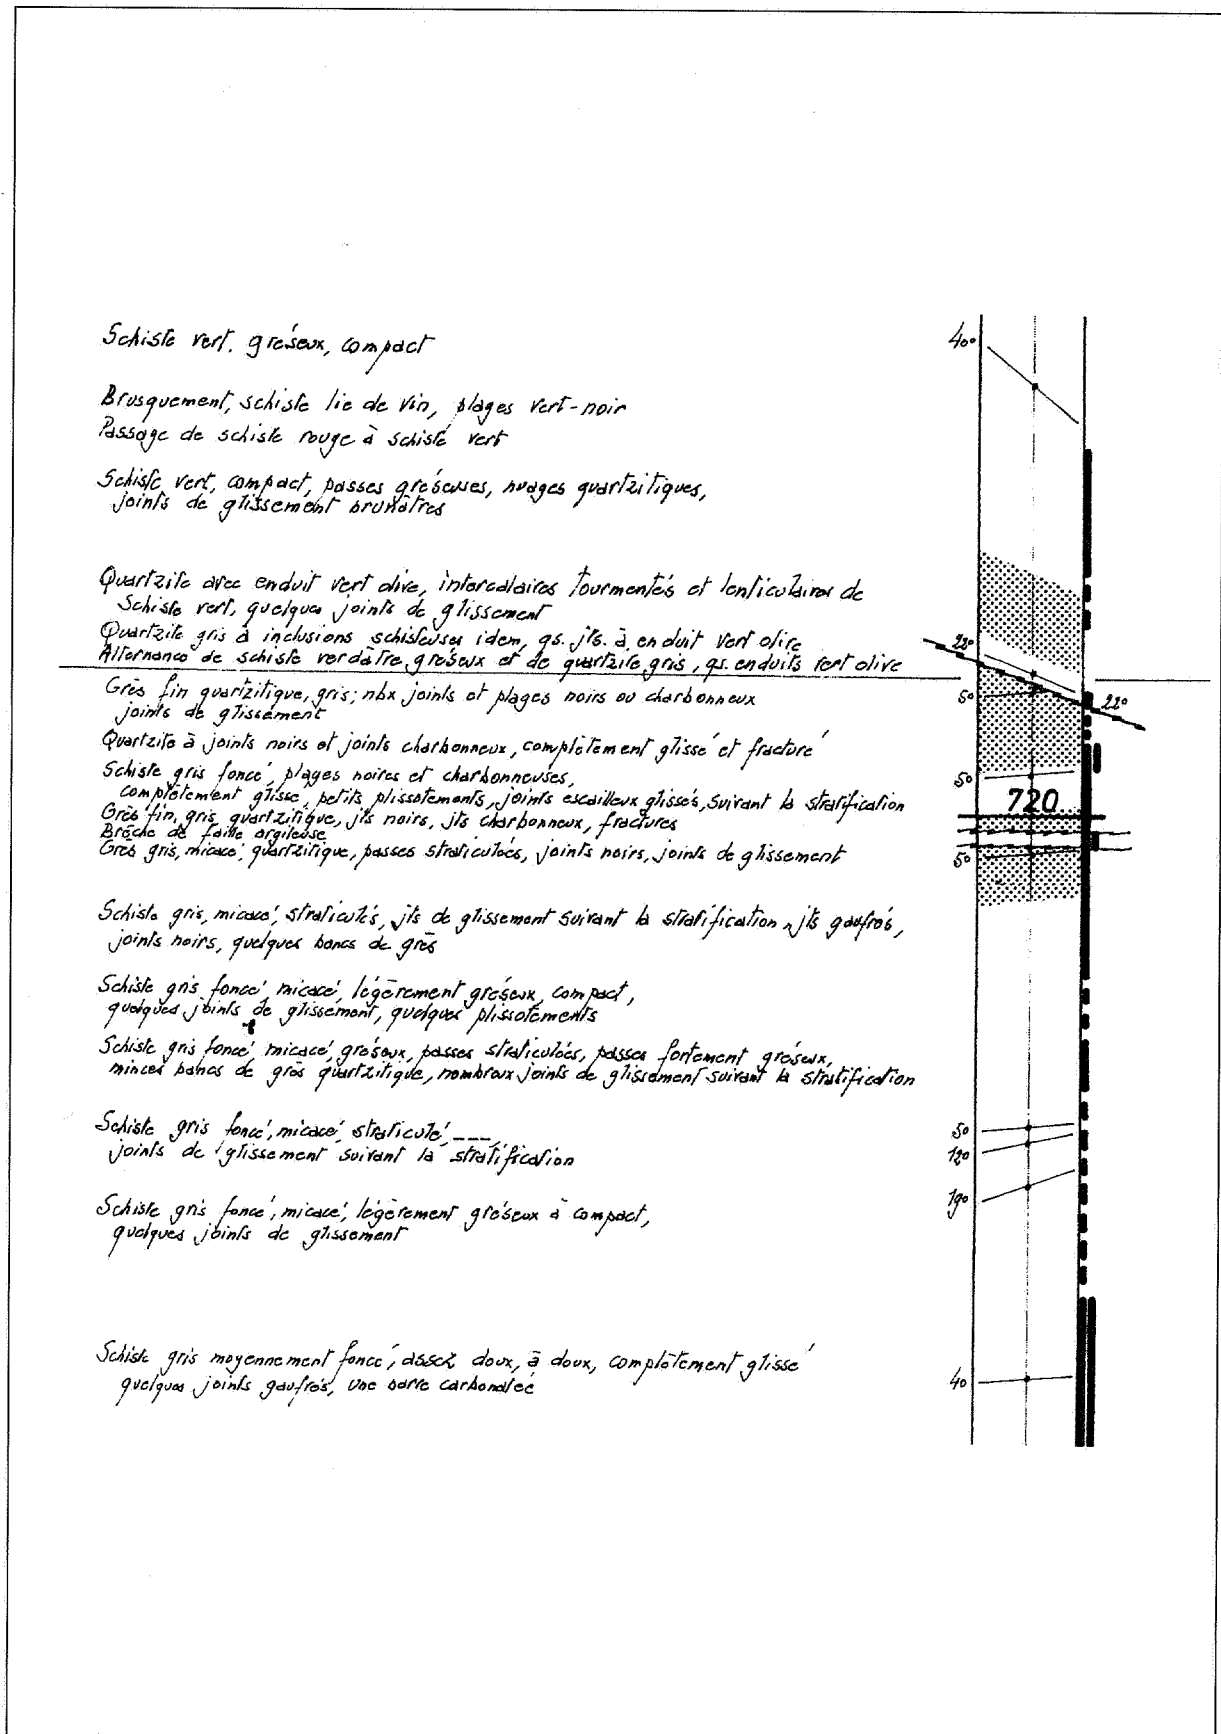 Schiste vert, gréseux, compact
40
Brusquement, schiste lie de vin, plages vert-noir
Passage de schiste rouge à schiste vert
Schiste vert, compact, passes gréseuses, nuages quartzitiques,
joints de glissement brunâtres
Quartzite avec enduit vert olive, intercalaires tourmentés et lenticulaires de
Schiste vert, quelques joints de glissement
Quartzite gris à inclusions schisteuses idem, qs. jts. à enduit vert olive
22°
Alternance de schiste verdâtre gréseux et de quartzite gris, qs. enduits vert olive
Grès fin quartzitique, gris; nbx joints et plages noirs ou charbonneux
5°
22°
joints de glissement
Quartzite à joints noirs et joints charbonneux, complètement glissé et fracturé
Schiste gris foncé, plages noires et charbonneuses,
5°
complètement glissé, petits plissotements, joints escailleux glissés, suivant la stratification
720
Grès fin, gris, quartzitique, jts noirs, jts charbonneux, fractures
Brèche de faille argileuse
Grès gris, micacé, quartzitique, passes straticulées, joints noirs, joints de glissement
5°
Schiste gris, micacé, straticulés, jts de glissement suivant la stratification, jts gaufrés,
joints noirs, quelques bancs de grès
Schiste gris foncé, micacé, légèrement gréseux, compact,
quelques joints de glissement, quelques plissotements
Schiste gris foncé, micacé, gréseux, passes straticulées, passes fortement gréseux,
minces bancs de grès quartzitique, nombreux joints de glissement suivant la stratification
Schiste gris foncé, micacé, straticulé, ---
5°
joints de glissement suivant la stratification
12°
Schiste gris foncé, micacé, légèrement gréseux à compact,
19°
quelques joints de glissement
Schiste gris moyennement foncé, assez doux, à doux, complètement glissé
quelques joints gaufrés, une barre carbonatée
4°